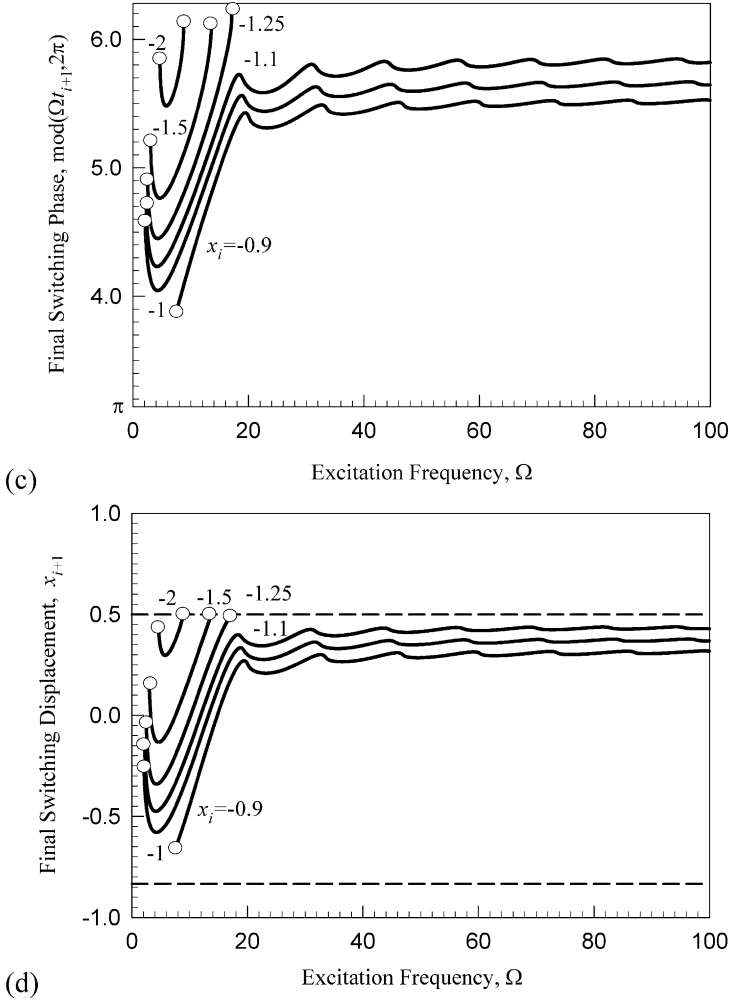 Final Switching Phase, mod(Ωt_{i+1},2π)
6.0
5.0
4.0
π
-2
-1.25
-1.1
-1.5
x_i=-0.9
-1
0 20 40 60 80 100
Excitation Frequency, Ω
(c)
Final Switching Displacement, x_{i+1}
1.0
0.5
0.0
-0.5
-1.0
-2 -1.5 -1.25
-1.1
x_i=-0.9
-1
0 20 40 60 80 100
Excitation Frequency, Ω
(d)